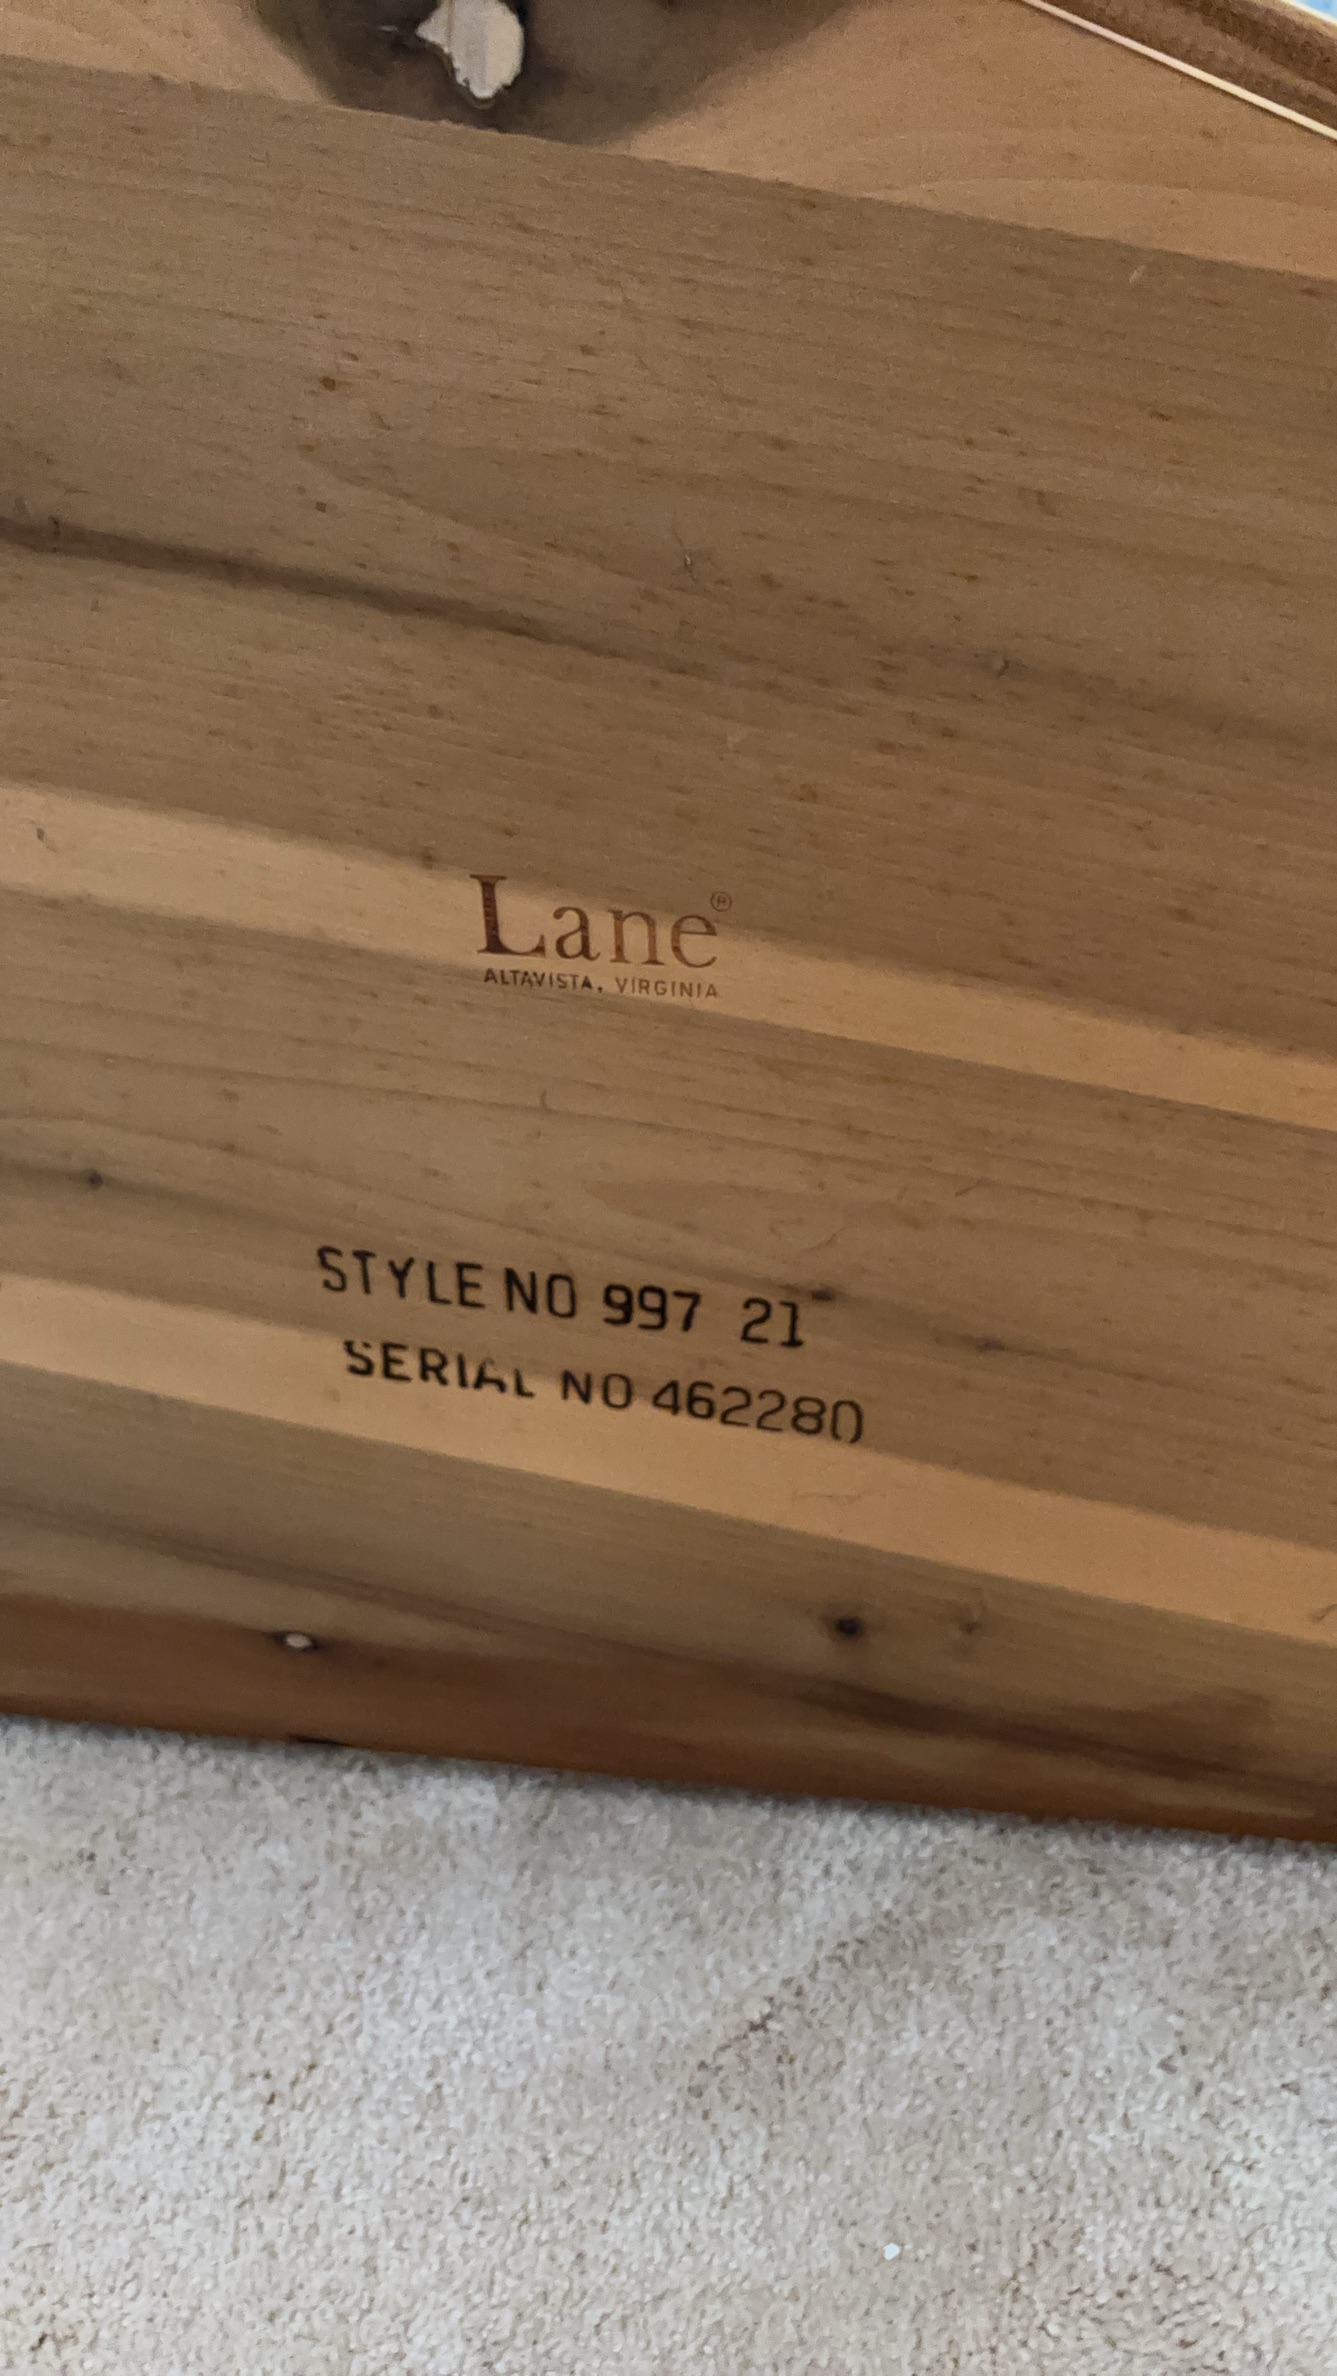 Lane®
ALTAVISTA, VIRGINIA
STYLE NO 997 21
SERIAL NO 462280